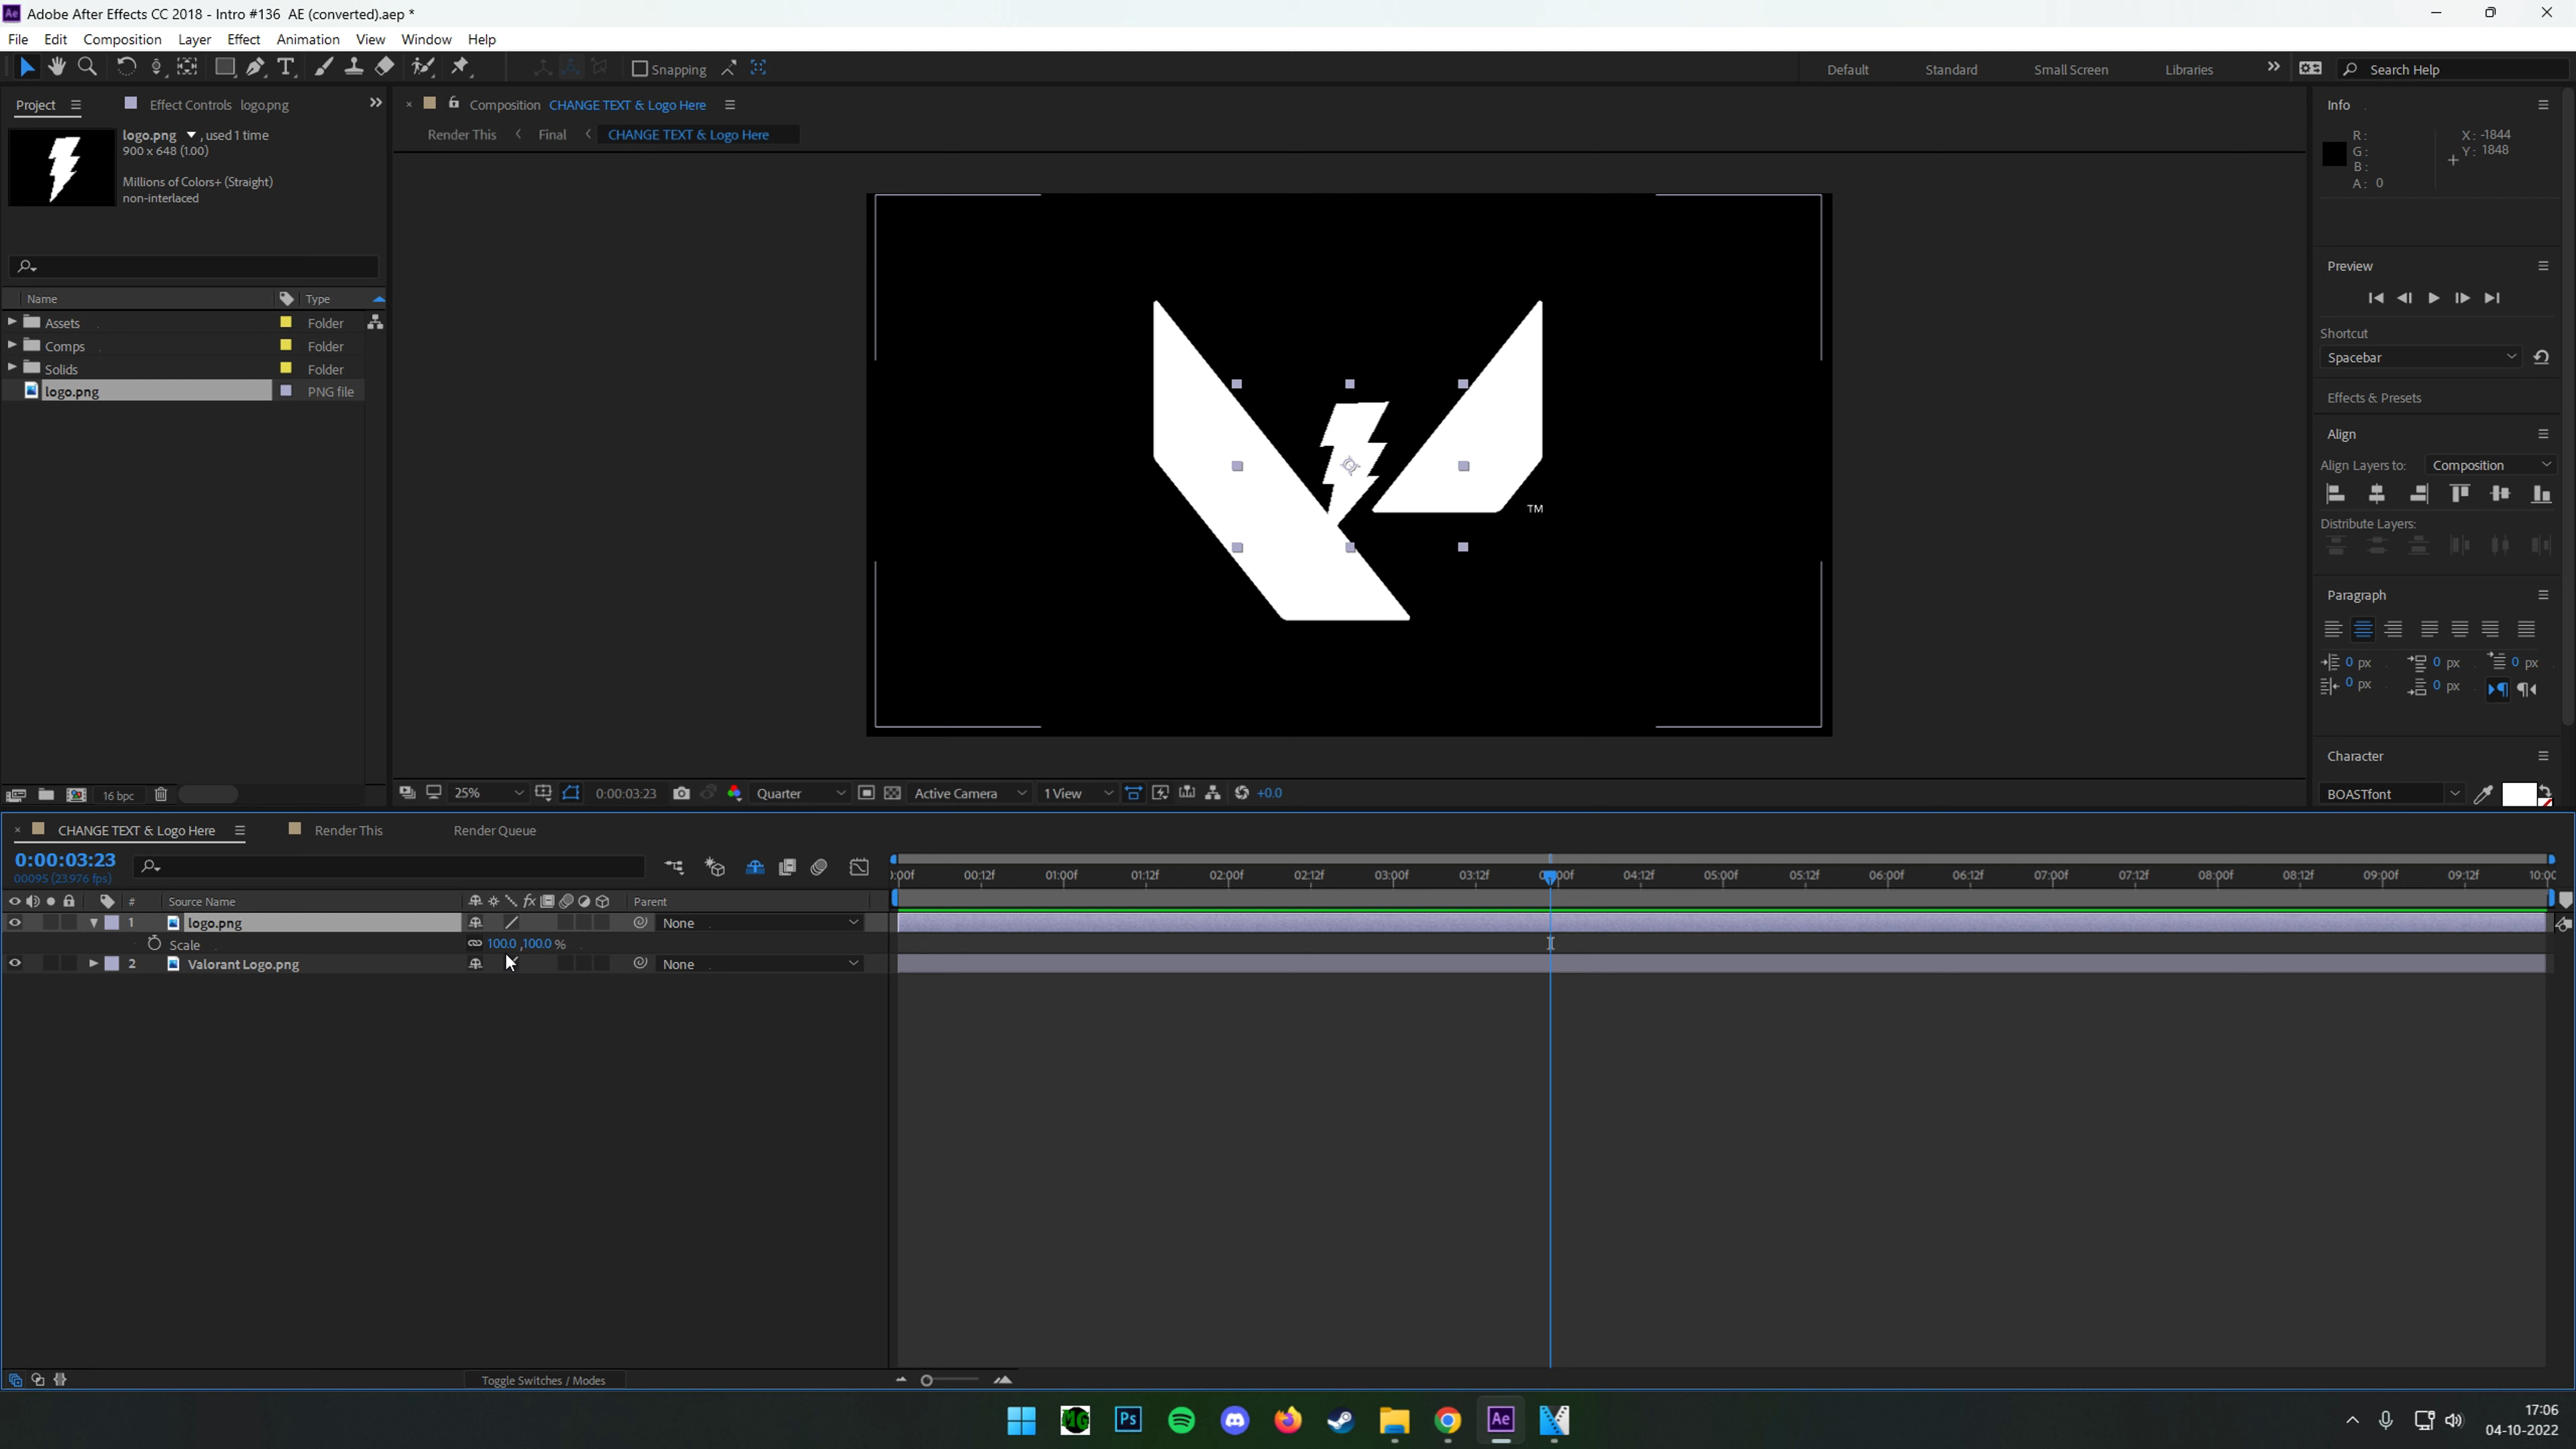 Adobe After Effects CC 2018 - Intro #136  AE (converted).aep *
File Edit Composition Layer Effect Animation View Window Help
Snapping
Default Standard Small Screen Libraries Search Help
Project Effect Controls logo.png
Composition CHANGE TEXT & Logo Here
Info
logo.png , used 1 time
900 x 648 (1.00)
Millions of Colors+ (Straight)
non-interlaced
Render This Final CHANGE TEXT & Logo Here
R: X: -1844
G: Y: 1848
B:
A: 0
Preview
Shortcut
Spacebar
Effects & Presets
Align
Align Layers to: Composition
Distribute Layers:
Paragraph
0 px 0 px 0 px
0 px 0 px
Character
BOASTfont
Name Type
Assets Folder
Comps Folder
Solids Folder
logo.png PNG file
TM
16 bpc
25% 0:00:03:23 Quarter Active Camera 1 View +0.0
CHANGE TEXT & Logo Here Render This Render Queue
0:00:03:23
00095 (23.976 fps)
00f 00:12f 01:00f 01:12f 02:00f 02:12f 03:00f 03:12f 00f 04:12f 05:00f 05:12f 06:00f 06:12f 07:00f 07:12f 08:00f 08:12f 09:00f 09:12f 10:00
# Source Name Parent
1 logo.png None
Scale 100.0 ,100.0 %
2 Valorant Logo.png None
Toggle Switches / Modes
MG Ps Ae
17:06
04-10-2022